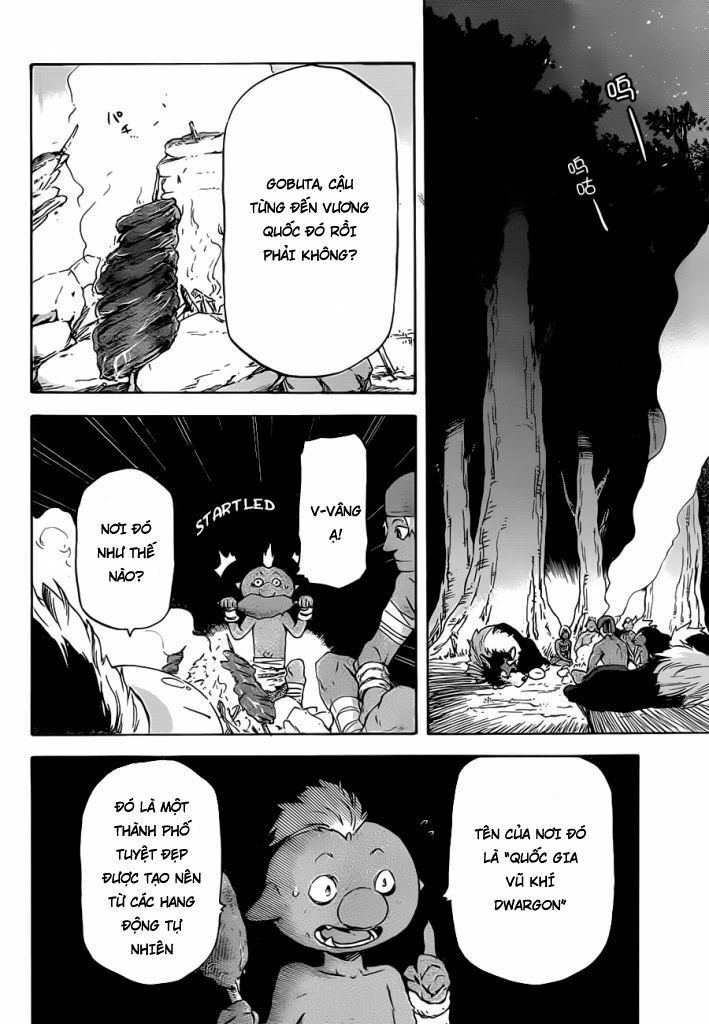 呜
—
呜
咕
—
GOBUTA, CẬU
TỪNG ĐẾN VƯƠNG
QUỐC ĐÓ RỒI
PHẢI KHÔNG?
V-VÂNG
Ạ!
STARTLED
NƠI ĐÓ
NHƯ THẾ
NÀO?
TÊN CỦA NƠI ĐÓ
LÀ "QUỐC GIA
VŨ KHÍ
DWARGON"
ĐÓ LÀ MỘT
THÀNH PHỐ
TUYỆT ĐẸP
ĐƯỢC TẠO NÊN
TỪ CÁC HANG
ĐỘNG TỰ
NHIÊN